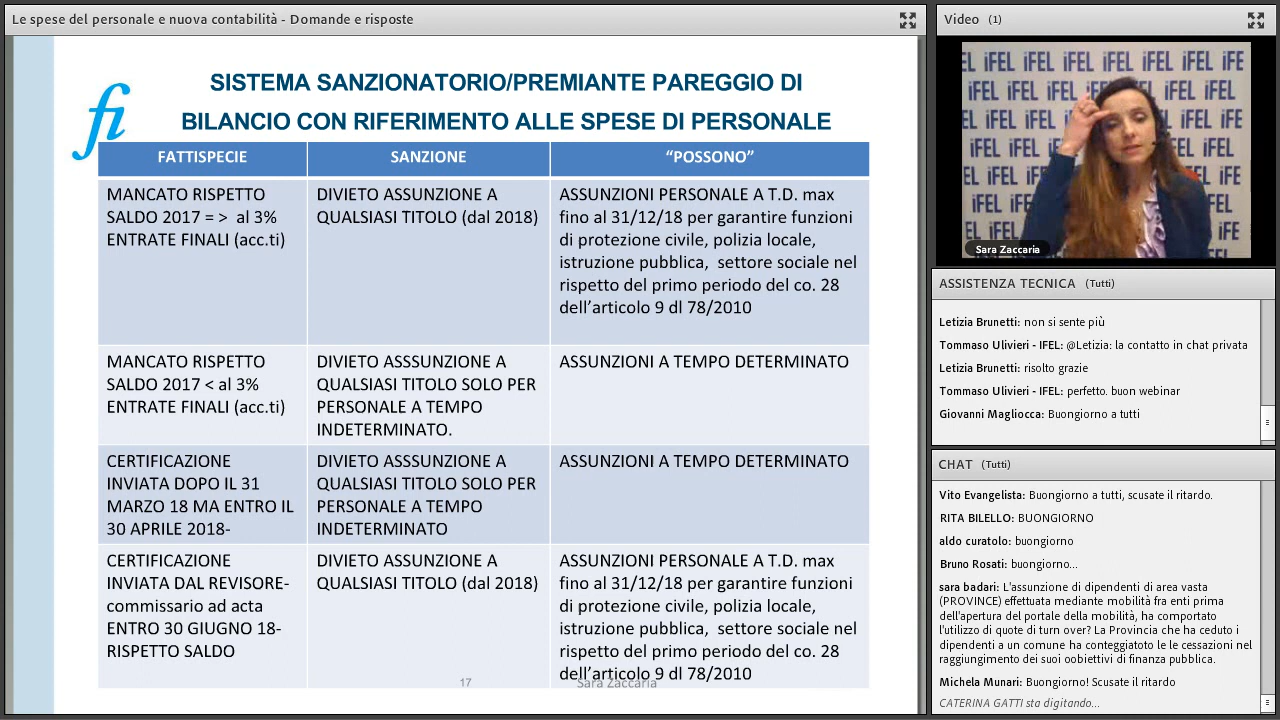 Le spese del personale e nuova contabilità - Domande e risposte
fi
SISTEMA SANZIONATORIO/PREMIANTE PAREGGIO DI
BILANCIO CON RIFERIMENTO ALLE SPESE DI PERSONALE
FATTISPECIE
SANZIONE
“POSSONO”
MANCATO RISPETTO
SALDO 2017 = > al 3%
ENTRATE FINALI (acc.ti)
DIVIETO ASSUNZIONE A
QUALSIASI TITOLO (dal 2018)
ASSUNZIONI PERSONALE A T.D. max
fino al 31/12/18 per garantire funzioni
di protezione civile, polizia locale,
istruzione pubblica, settore sociale nel
rispetto del primo periodo del co. 28
dell’articolo 9 dl 78/2010
MANCATO RISPETTO
SALDO 2017 < al 3%
ENTRATE FINALI (acc.ti)
DIVIETO ASSSUNZIONE A
QUALSIASI TITOLO SOLO PER
PERSONALE A TEMPO
INDETERMINATO.
ASSUNZIONI A TEMPO DETERMINATO
CERTIFICAZIONE
INVIATA DOPO IL 31
MARZO 18 MA ENTRO IL
30 APRILE 2018-
DIVIETO ASSSUNZIONE A
QUALSIASI TITOLO SOLO PER
PERSONALE A TEMPO
INDETERMINATO
ASSUNZIONI A TEMPO DETERMINATO
CERTIFICAZIONE
INVIATA DAL REVISORE-
commissario ad acta
ENTRO 30 GIUGNO 18-
RISPETTO SALDO
DIVIETO ASSUNZIONE A
QUALSIASI TITOLO (dal 2018)
ASSUNZIONI PERSONALE A T.D. max
fino al 31/12/18 per garantire funzioni
di protezione civile, polizia locale,
istruzione pubblica, settore sociale nel
rispetto del primo periodo del co. 28
dell’articolo 9 dl 78/2010
17
Sara Zaccaria
Video (1)
iFEL iFEL iFEL iFEL
Sara Zaccaria
ASSISTENZA TECNICA (Tutti)
Letizia Brunetti: non si sente più
Tommaso Ulivieri - IFEL: @Letizia: la contatto in chat privata
Letizia Brunetti: risolto grazie
Tommaso Ulivieri - IFEL: perfetto. buon webinar
Giovanni Magliocca: Buongiorno a tutti
CHAT (Tutti)
Vito Evangelista: Buongiorno a tutti, scusate il ritardo.
RITA BILELLO: BUONGIORNO
aldo curatolo: buongiorno
Bruno Rosati: buongiorno...
sara badari: L'assunzione di dipendenti di area vasta
(PROVINCE) effettuata mediante mobilità fra enti prima
dell'apertura del portale della mobilità, ha comportato
l'utilizzo di quote di turn over? La Provincia che ha ceduto i
dipendenti a un comune ha conteggiatoto le le cessazioni nel
raggiungimento dei suoi oobiettivi di finanza pubblica.
Michela Munari: Buongiorno! Scusate il ritardo
CATERINA GATTI sta digitando...